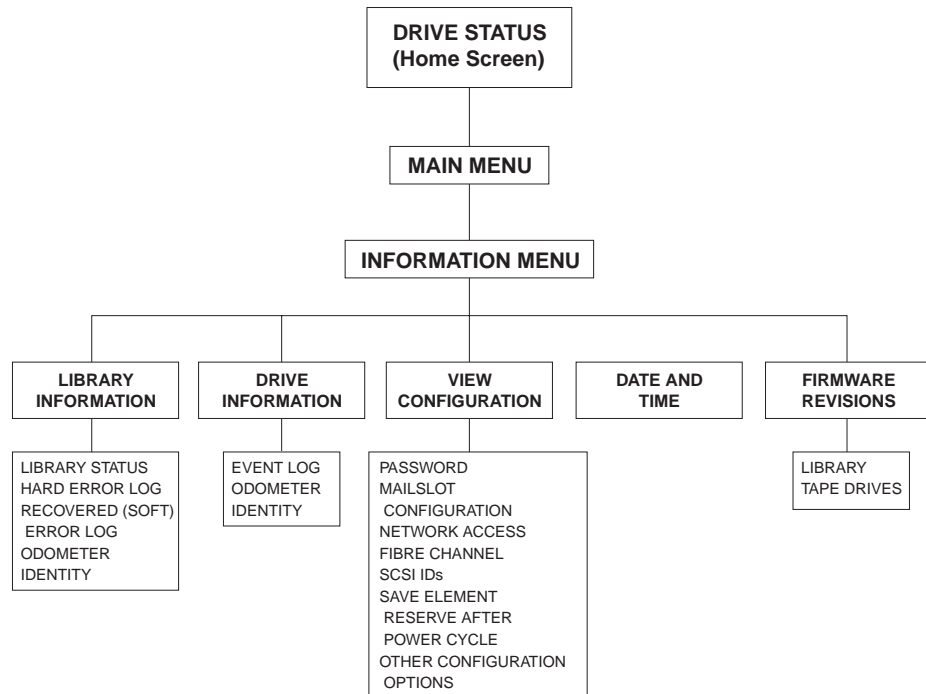 DRIVE STATUS
(Home Screen)
MAIN MENU
INFORMATION MENU
LIBRARY
INFORMATION
DRIVE
INFORMATION
VIEW
CONFIGURATION
DATE AND
TIME
FIRMWARE
REVISIONS
LIBRARY STATUS
HARD ERROR LOG
RECOVERED (SOFT)
ERROR LOG
ODOMETER
IDENTITY
EVENT LOG
ODOMETER
IDENTITY
PASSWORD
MAILSLOT
CONFIGURATION
NETWORK ACCESS
FIBRE CHANNEL
SCSI IDs
SAVE ELEMENT
RESERVE AFTER
POWER CYCLE
OTHER CONFIGURATION
OPTIONS
LIBRARY
TAPE DRIVES